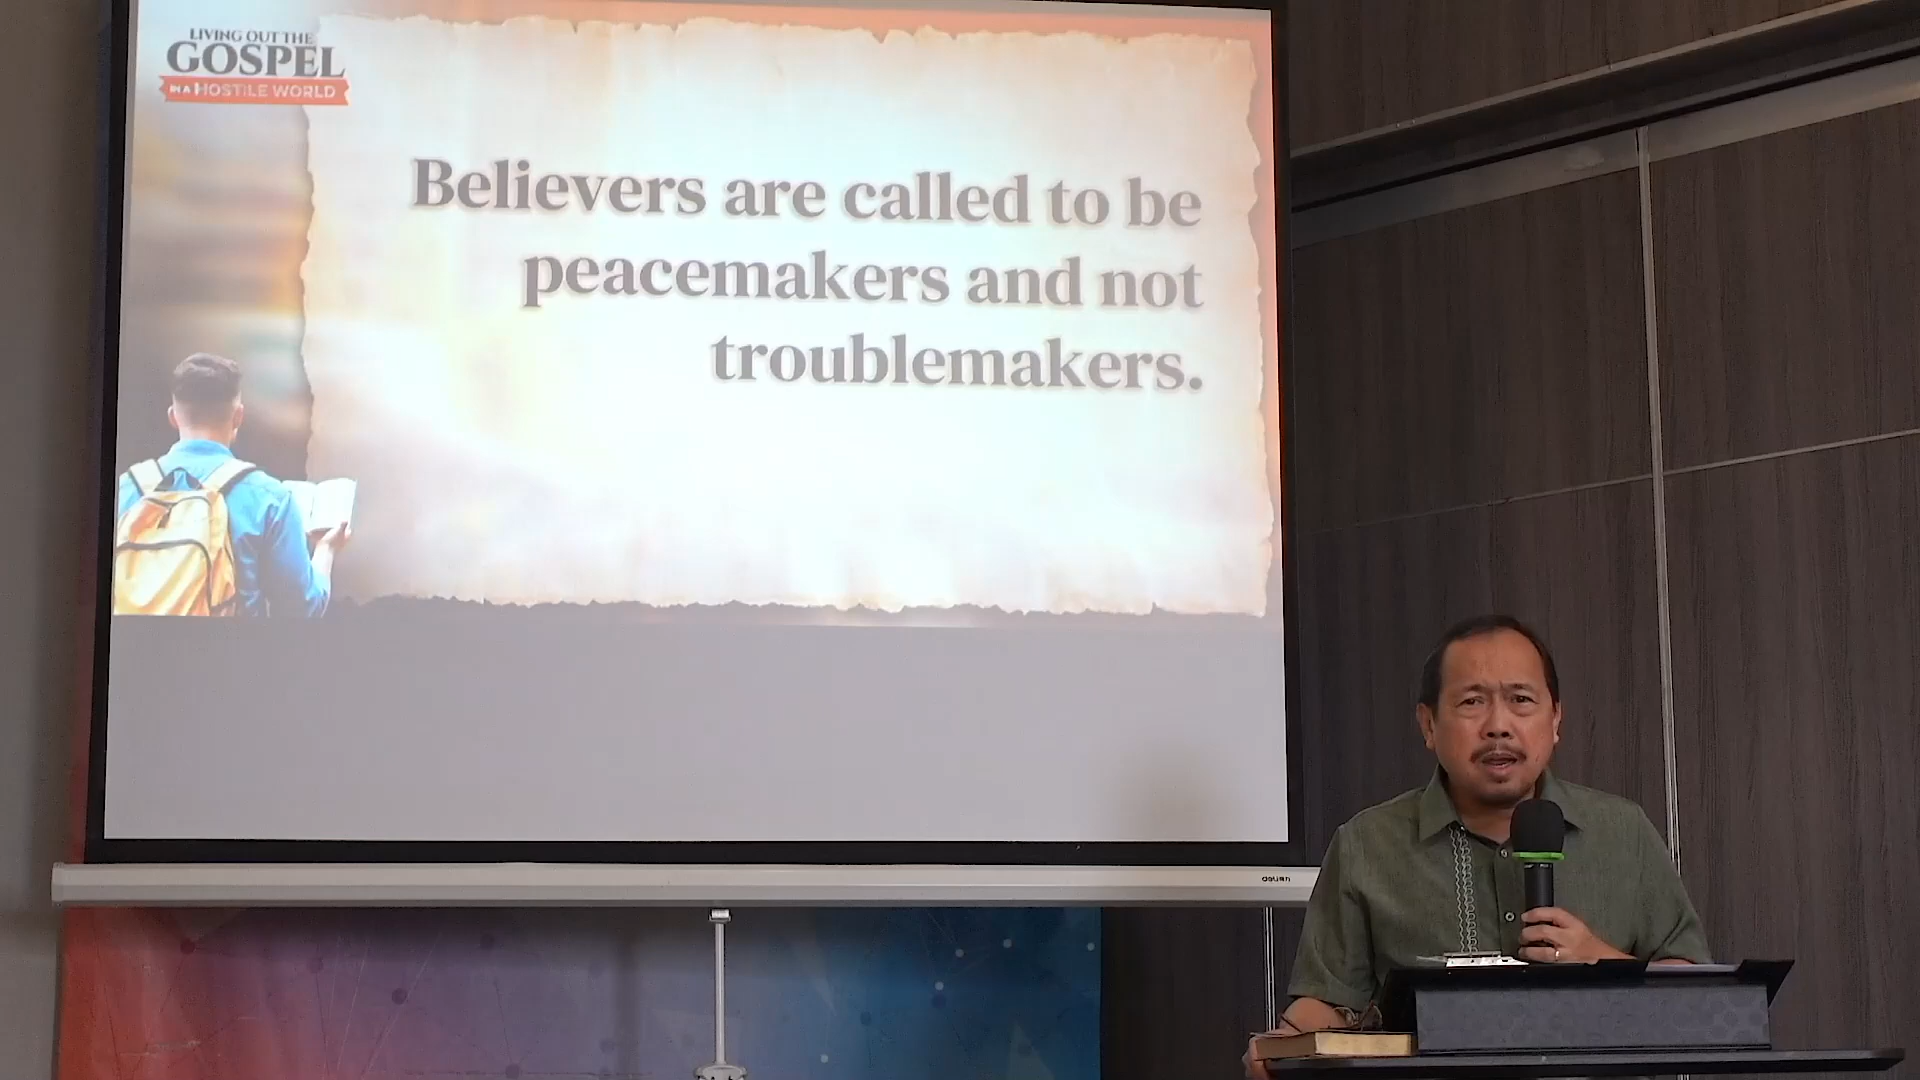 LIVING OUT THE
GOSPEL
IN A HOSTILE WORLD
Believers are called to be
peacemakers and not
troublemakers.